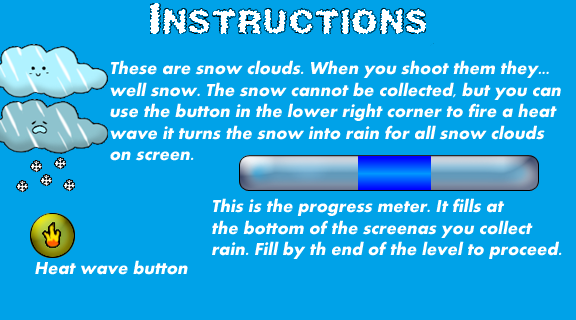 INSTRUCTIONS
These are snow clouds. When you shoot them they...
well snow. The snow cannot be collected, but you can
use the button in the lower right corner to fire a heat
wave it turns the snow into rain for all snow clouds
on screen.
This is the progress meter. It fills at
the bottom of the screenas you collect
rain. Fill by th end of the level to proceed.
Heat wave button